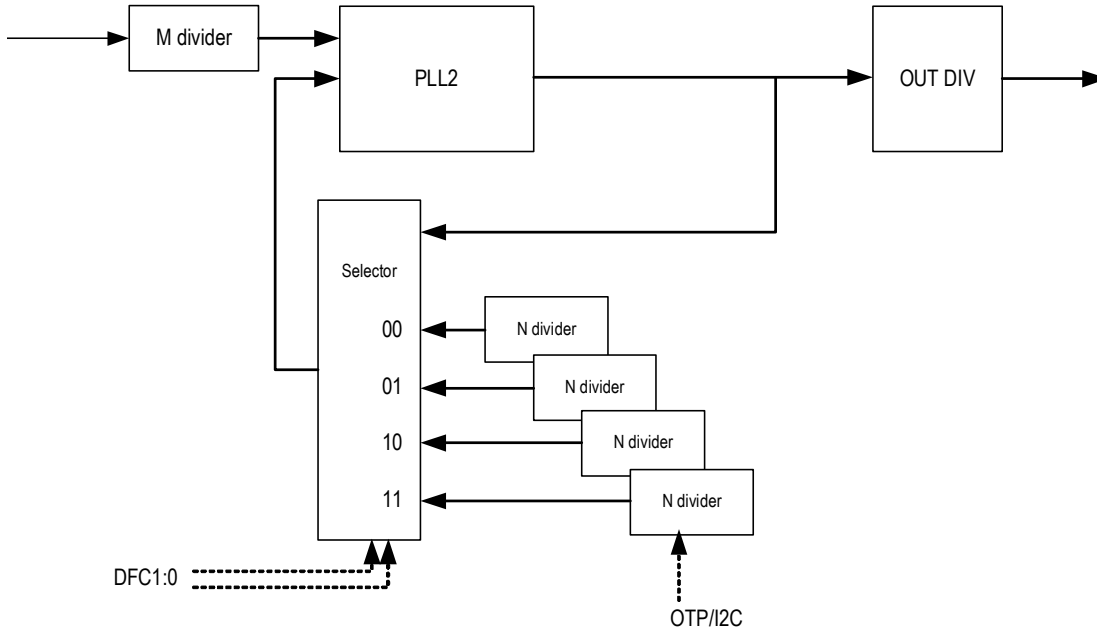 M divider
PLL2
OUT DIV
Selector
00
N divider
01
N divider
10
N divider
11
N divider
DFC1:0
OTP/I2C